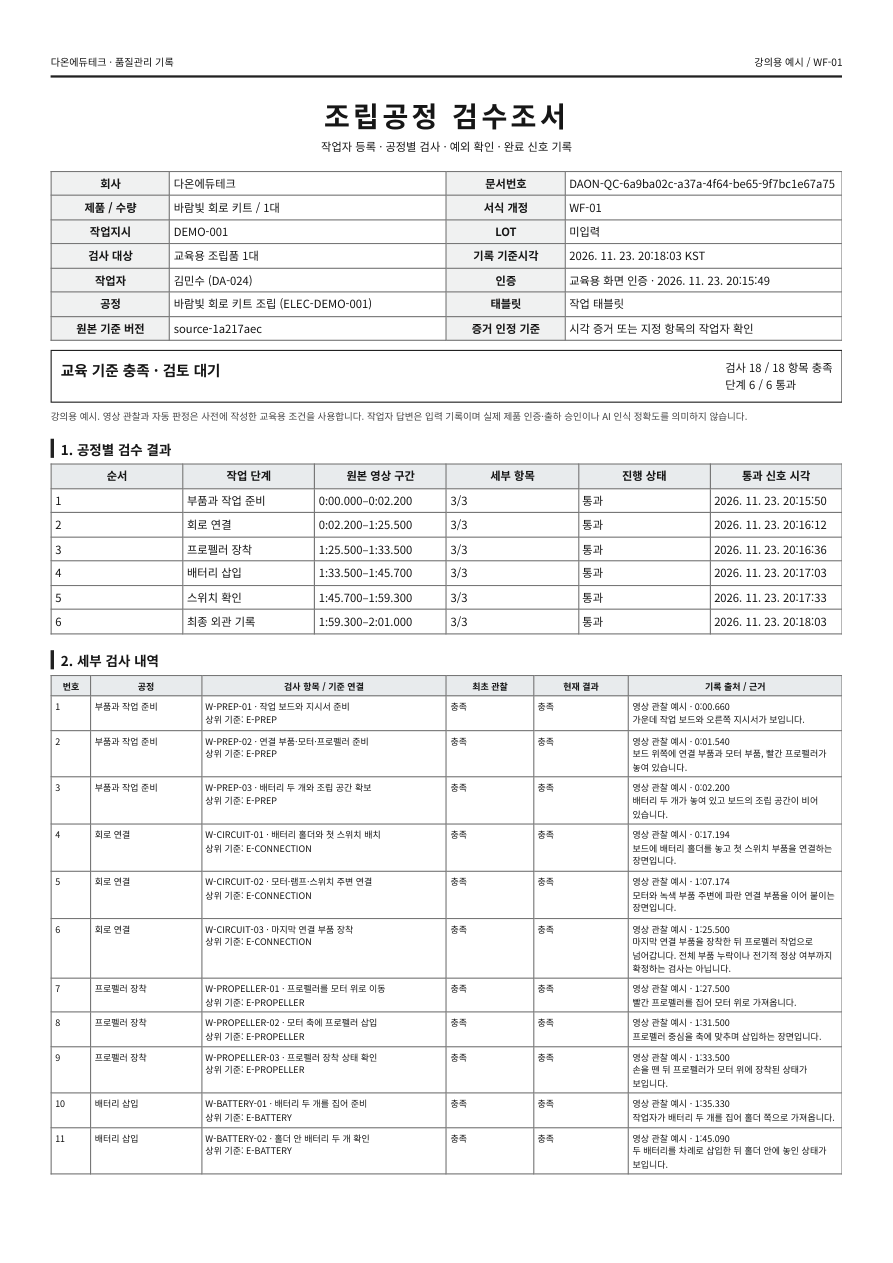 다온에듀테크 · 품질관리 기록
강의용 예시 / WF-01
조립공정 검수조서
작업자 등록 · 공정별 검사 · 예외 확인 · 완료 신호 기록
회사 다온에듀테크 문서번호 DAON-QC-6a9ba02c-a37a-4f64-be65-9f7bc1e67a75
제품 / 수량 바람빛 회로 키트 / 1대 서식 개정 WF-01
작업지시 DEMO-001 LOT 미입력
검사 대상 교육용 조립품 1대 기록 기준시각 2026. 11. 23. 20:18:03 KST
작업자 김민수 (DA-024) 인증 교육용 화면 인증 · 2026. 11. 23. 20:15:49
공정 바람빛 회로 키트 조립 (ELEC-DEMO-001) 태블릿 작업 태블릿
원본 기준 버전 source-1a217aec 증거 인정 기준 시각 증거 또는 지정 항목의 작업자 확인
교육 기준 충족 · 검토 대기
검사 18 / 18 항목 충족
단계 6 / 6 통과
강의용 예시. 영상 관찰과 자동 판정은 사전에 작성한 교육용 조건을 사용합니다. 작업자 답변은 입력 기록이며 실제 제품 인증·출하 승인이나 AI 인식 정확도를 의미하지 않습니다.
1. 공정별 검수 결과
순서 작업 단계 원본 영상 구간 세부 항목 진행 상태 통과 신호 시각
1 부품과 작업 준비 0:00.000–0:02.200 3/3 통과 2026. 11. 23. 20:15:50
2 회로 연결 0:02.200–1:25.500 3/3 통과 2026. 11. 23. 20:16:12
3 프로펠러 장착 1:25.500–1:33.500 3/3 통과 2026. 11. 23. 20:16:36
4 배터리 삽입 1:33.500–1:45.700 3/3 통과 2026. 11. 23. 20:17:03
5 스위치 확인 1:45.700–1:59.300 3/3 통과 2026. 11. 23. 20:17:33
6 최종 외관 기록 1:59.300–2:01.000 3/3 통과 2026. 11. 23. 20:18:03
2. 세부 검사 내역
번호 공정 검사 항목 / 기준 연결 최초 관찰 현재 결과 기록 출처 / 근거
1 부품과 작업 준비 W-PREP-01 · 작업 보드와 지시서 준비 충족 충족 영상 관찰 예시 · 0:00.660
상위 기준: E-PREP 가운데 작업 보드와 오른쪽 지시서가 보입니다.
2 부품과 작업 준비 W-PREP-02 · 연결 부품·모터·프로펠러 준비 충족 충족 영상 관찰 예시 · 0:01.540
상위 기준: E-PREP 보드 위쪽에 연결 부품과 모터 부품, 빨간 프로펠러가
놓여 있습니다.
3 부품과 작업 준비 W-PREP-03 · 배터리 두 개와 조립 공간 확보 충족 충족 영상 관찰 예시 · 0:02.200
상위 기준: E-PREP 배터리 두 개가 놓여 있고 보드의 조립 공간이 비어
있습니다.
4 회로 연결 W-CIRCUIT-01 · 배터리 홀더와 첫 스위치 배치 충족 충족 영상 관찰 예시 · 0:17.194
상위 기준: E-CONNECTION 보드에 배터리 홀더를 놓고 첫 스위치 부품을 연결하는
장면입니다.
5 회로 연결 W-CIRCUIT-02 · 모터·램프·스위치 주변 연결 충족 충족 영상 관찰 예시 · 1:07.174
상위 기준: E-CONNECTION 모터와 녹색 부품 주변에 파란 연결 부품을 이어 붙이는
장면입니다.
6 회로 연결 W-CIRCUIT-03 · 마지막 연결 부품 장착 충족 충족 영상 관찰 예시 · 1:25.500
상위 기준: E-CONNECTION 마지막 연결 부품을 장착한 뒤 프로펠러 작업으로
넘어갑니다. 전체 부품 누락이나 전기적 정상 여부까지
확정하는 검사는 아닙니다.
7 프로펠러 장착 W-PROPELLER-01 · 프로펠러를 모터 위로 이동 충족 충족 영상 관찰 예시 · 1:27.500
상위 기준: E-PROPELLER 빨간 프로펠러를 집어 모터 위로 가져옵니다.
8 프로펠러 장착 W-PROPELLER-02 · 모터 축에 프로펠러 삽입 충족 충족 영상 관찰 예시 · 1:31.500
상위 기준: E-PROPELLER 프로펠러 중심을 축에 맞추며 삽입하는 장면입니다.
9 프로펠러 장착 W-PROPELLER-03 · 프로펠러 장착 상태 확인 충족 충족 영상 관찰 예시 · 1:33.500
상위 기준: E-PROPELLER 손을 뗀 뒤 프로펠러가 모터 위에 장착된 상태가
보입니다.
10 배터리 삽입 W-BATTERY-01 · 배터리 두 개를 집어 준비 충족 충족 영상 관찰 예시 · 1:35.330
상위 기준: E-BATTERY 작업자가 배터리 두 개를 집어 홀더 쪽으로 가져옵니다.
11 배터리 삽입 W-BATTERY-02 · 홀더 안 배터리 두 개 확인 충족 충족 영상 관찰 예시 · 1:45.090
상위 기준: E-BATTERY 두 배터리를 차례로 삽입한 뒤 홀더 안에 놓인 상태가
보입니다.